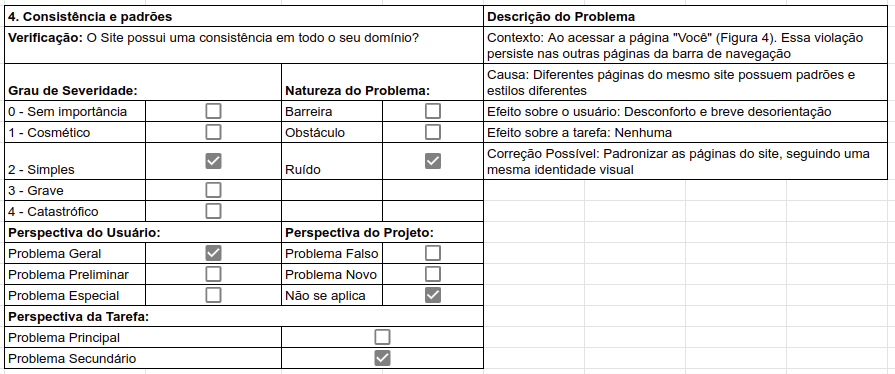 4. Consistência e padrões
Descrição do Problema
Verificação: O Site possui uma consistência em todo o seu domínio?
Contexto: Ao acessar a página "Você" (Figura 4). Essa violação
persiste nas outras páginas da barra de navegação
Grau de Severidade:
Natureza do Problema:
Causa: Diferentes páginas do mesmo site possuem padrões e
estilos diferentes
0 - Sem importância
Barreira
Efeito sobre o usuário: Desconforto e breve desorientação
1 - Cosmético
Obstáculo
Efeito sobre a tarefa: Nenhuma
2 - Simples
Ruído
Correção Possível: Padronizar as páginas do site, seguindo uma
mesma identidade visual
3 - Grave
4 - Catastrófico
Perspectiva do Usuário:
Perspectiva do Projeto:
Problema Geral
Problema Falso
Problema Preliminar
Problema Novo
Problema Especial
Não se aplica
Perspectiva da Tarefa:
Problema Principal
Problema Secundário